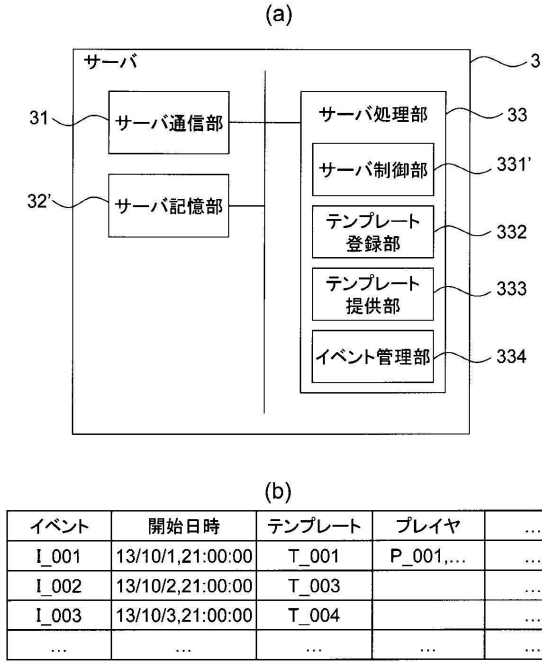 (a)
サーバ
3
31
サーバ通信部
サーバ処理部
33
32'
サーバ記憶部
サーバ制御部
331'
テンプレート
登録部
332
テンプレート
提供部
333
イベント管理部
334
(b)
イベント 開始日時 テンプレート プレイヤ …
I_001 13/10/1,21:00:00 T_001 P_001,… …
I_002 13/10/2,21:00:00 T_003 …
I_003 13/10/3,21:00:00 T_004 …
… … … … …